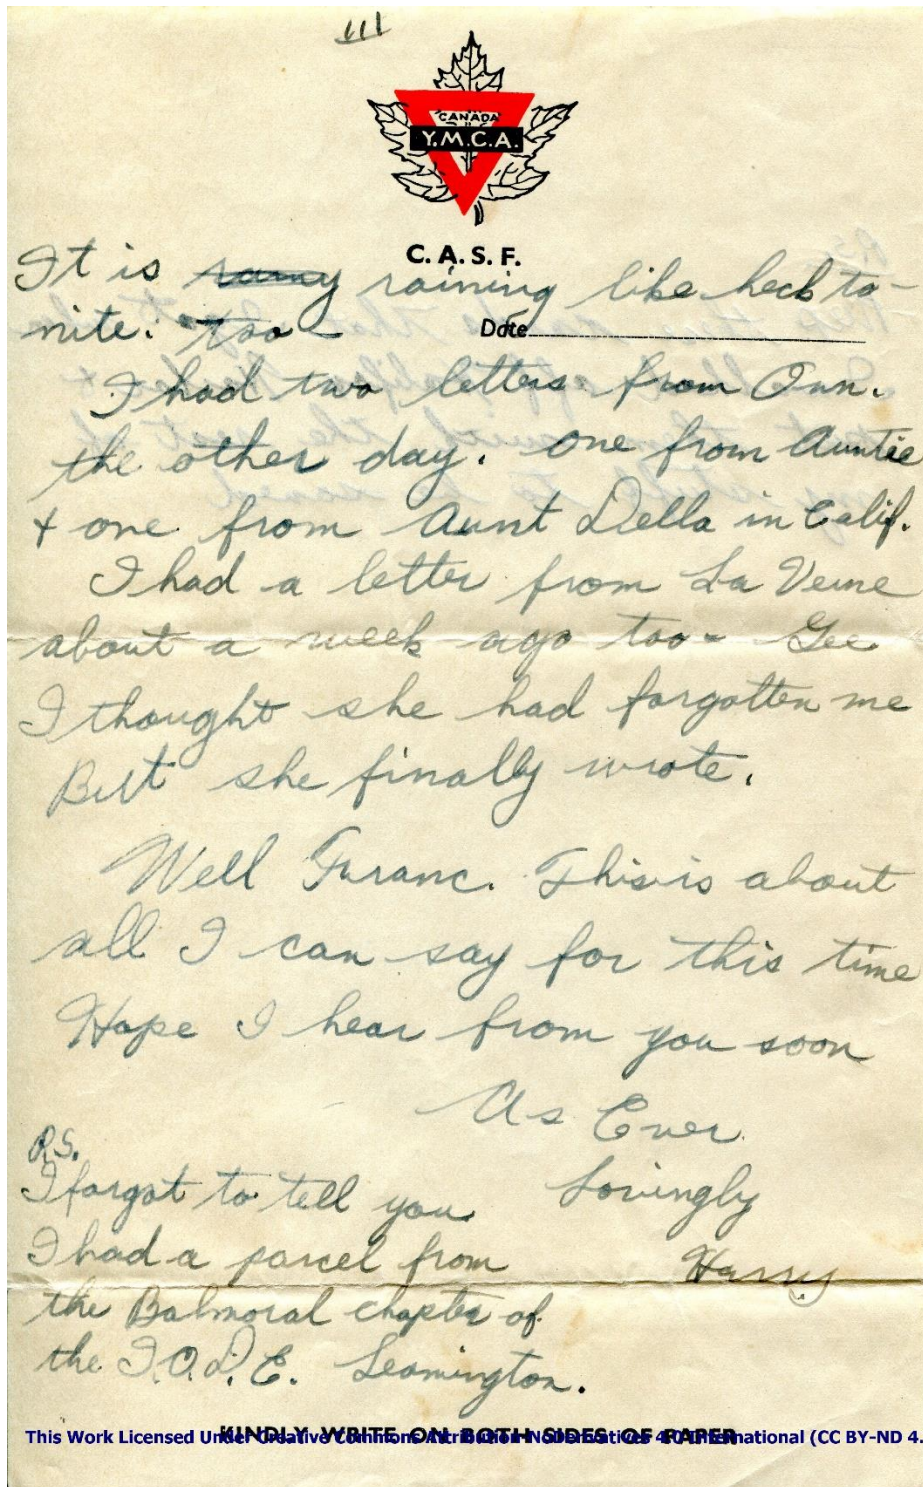 III
CANADA
Y.M.C.A.
C. A. S. F.
It is rainy raining like heck to-
nite. too
Date
I had two letters from Onn.
the other day. one from Auntie
+ one from Aunt Della in Calif.
I had a letter from La Verne
about a week ago too- Gee
I thought she had forgotten me
But she finally wrote.
Well Franc. This is about
all I can say for this time
Hope I hear from you soon
As Ever
Lovingly
Harry
P.S.
I forgot to tell you
I had a parcel from
the Balmoral chapter of
the I.O.D.E. Leamington.
KINDLY WRITE ON BOTH SIDES OF PAPER
This Work Licensed Under Creative Commons Attribution-NoDerivatives 4.0 International (CC BY-ND 4.